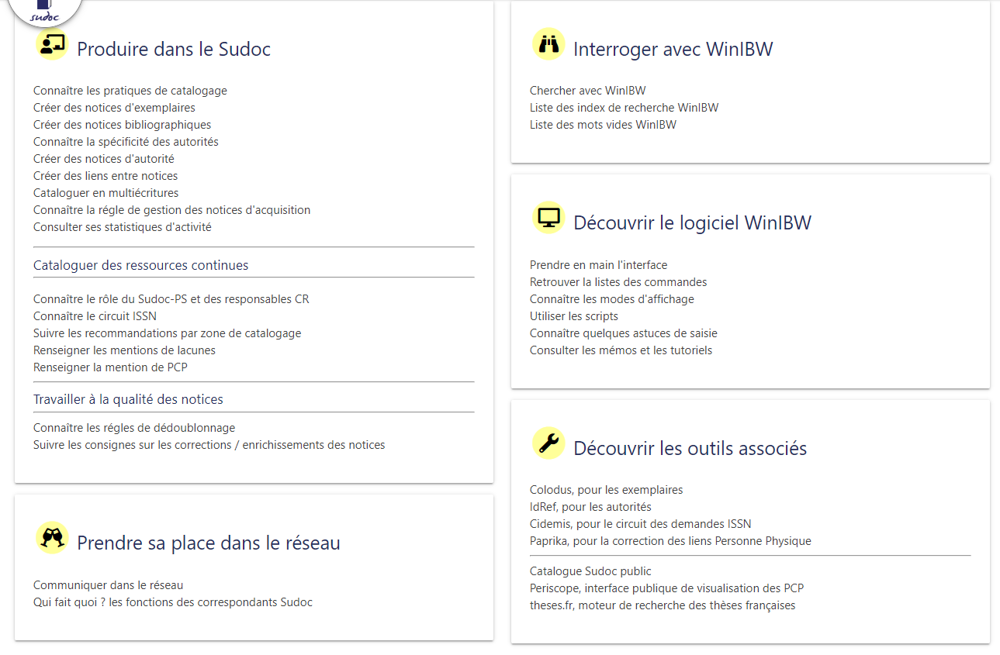 sudoc
Produire dans le Sudoc
Connaître les pratiques de catalogage
Créer des notices d'exemplaires
Créer des notices bibliographiques
Connaître la spécificité des autorités
Créer des notices d'autorité
Créer des liens entre notices
Cataloguer en multiécritures
Connaître la régle de gestion des notices d'acquisition
Consulter ses statistiques d'activité
Cataloguer des ressources continues
Connaître le rôle du Sudoc-PS et des responsables CR
Connaître le circuit ISSN
Suivre les recommandations par zone de catalogage
Renseigner les mentions de lacunes
Renseigner la mention de PCP
Travailler à la qualité des notices
Connaître les régles de dédoublonnage
Suivre les consignes sur les corrections / enrichissements des notices
Prendre sa place dans le réseau
Communiquer dans le réseau
Qui fait quoi ? les fonctions des correspondants Sudoc
Interroger avec WinIBW
Chercher avec WinIBW
Liste des index de recherche WinIBW
Liste des mots vides WinIBW
Découvrir le logiciel WinIBW
Prendre en main l'interface
Retrouver la listes des commandes
Connaître les modes d'affichage
Utiliser les scripts
Connaître quelques astuces de saisie
Consulter les mémos et les tutoriels
Découvrir les outils associés
Colodus, pour les exemplaires
IdRef, pour les autorités
Cidemis, pour le circuit des demandes ISSN
Paprika, pour la correction des liens Personne Physique
Catalogue Sudoc public
Periscope, interface publique de visualisation des PCP
theses.fr, moteur de recherche des thèses françaises